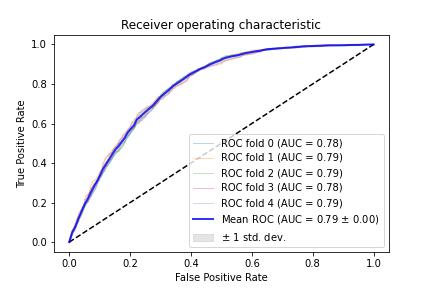 Receiver operating characteristic
True Positive Rate
1.0
0.8
0.6
0.4
0.2
0.0
ROC fold 0 (AUC = 0.78)
ROC fold 1 (AUC = 0.79)
ROC fold 2 (AUC = 0.79)
ROC fold 3 (AUC = 0.78)
ROC fold 4 (AUC = 0.79)
Mean ROC (AUC = 0.79 ± 0.00)
± 1 std. dev.
0.0 0.2 0.4 0.6 0.8 1.0
False Positive Rate